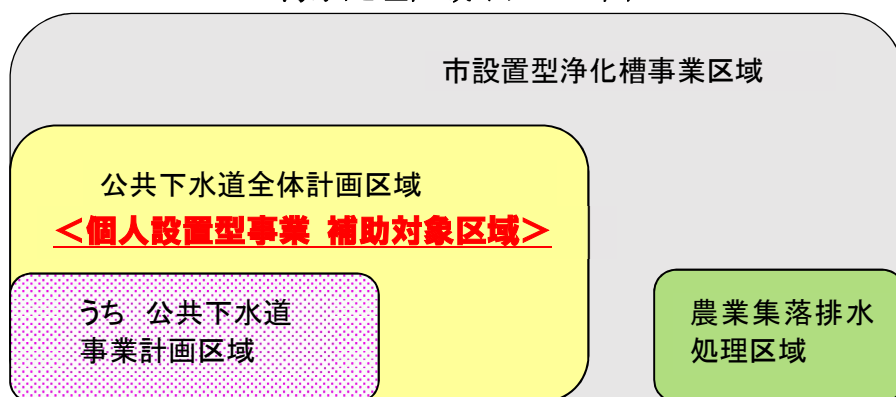 市設置型浄化槽事業区域
公共下水道全体計画区域
＜個人設置型事業 補助対象区域＞
うち 公共下水道
事業計画区域
農業集落排水
処理区域